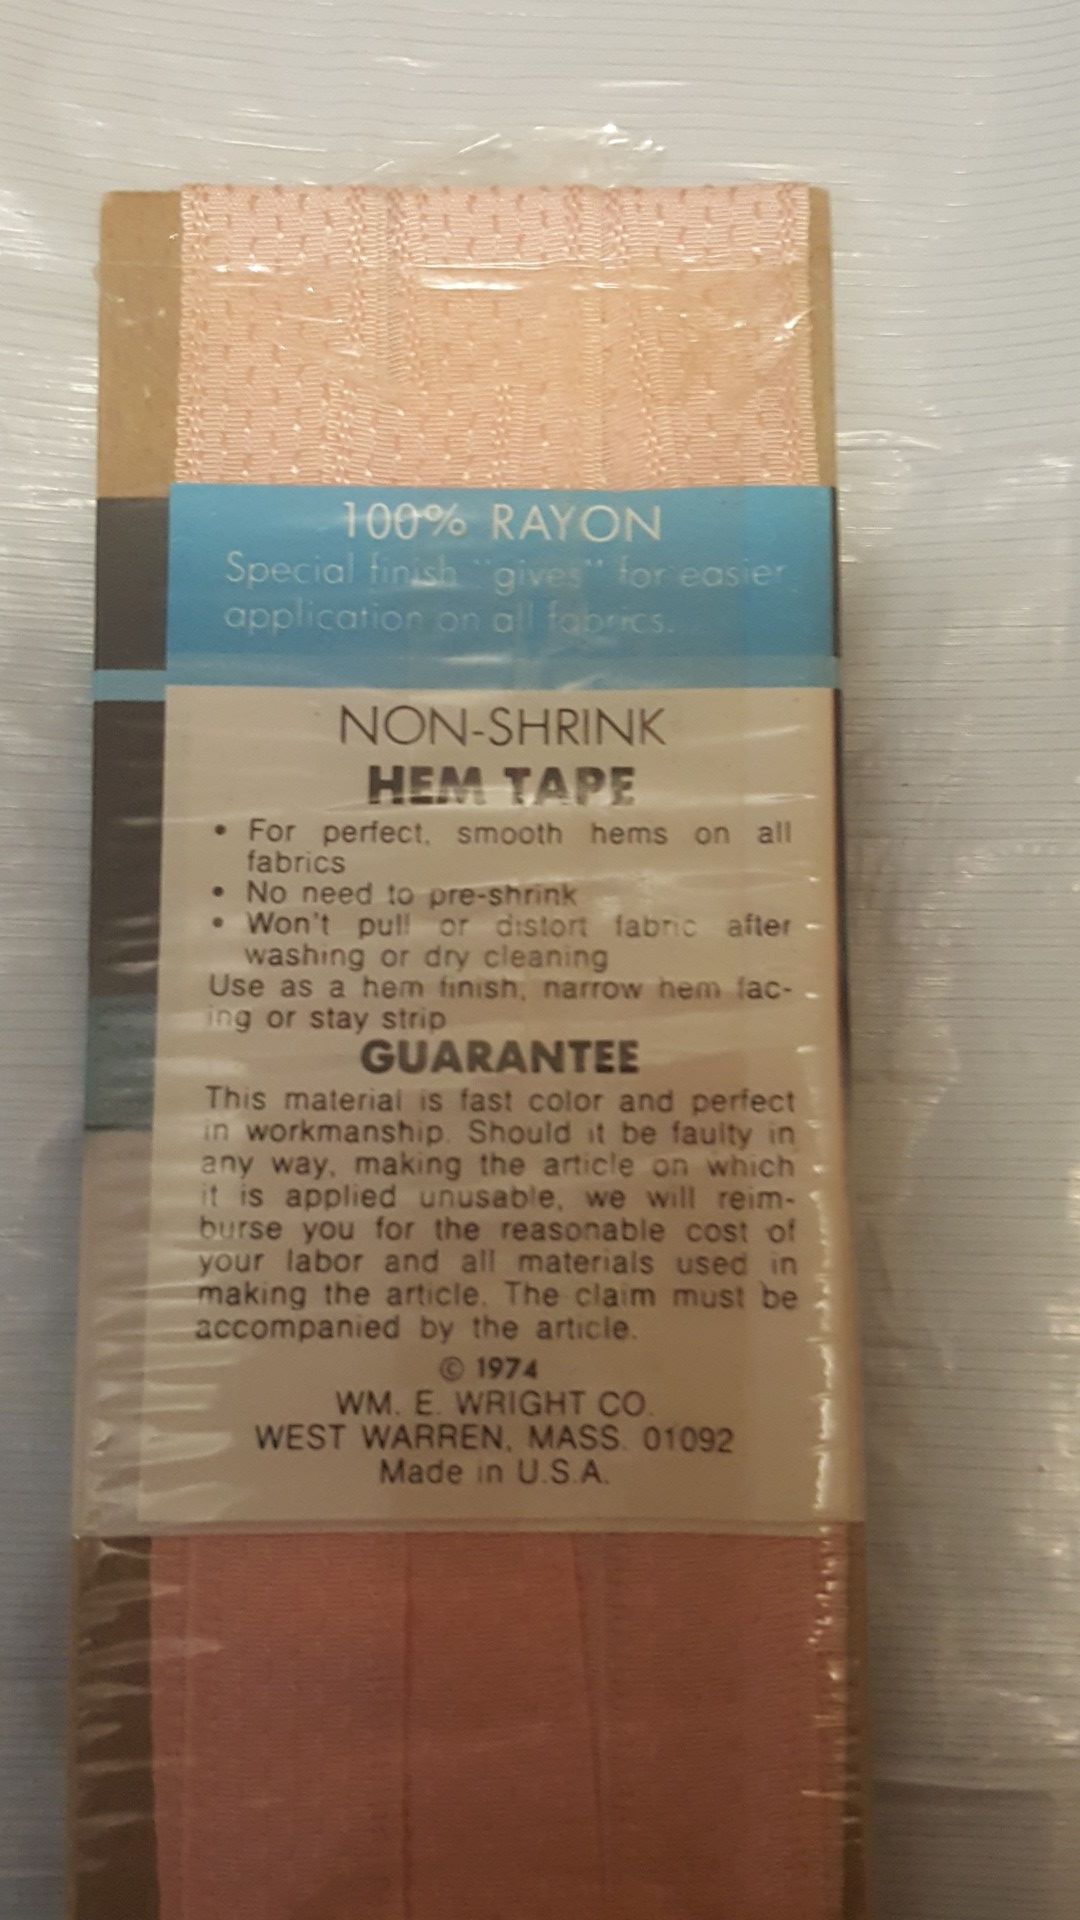 100% RAYON
Special finish "gives" for easier
application on all fabrics.
NON-SHRINK
HEM TAPE
• For perfect, smooth hems on all
fabrics
• No need to pre-shrink
• Won't pull or distort fabric after
washing or dry cleaning
Use as a hem finish, narrow hem fac-
ing or stay strip
GUARANTEE
This material is fast color and perfect
in workmanship. Should it be faulty in
any way, making the article on which
it is applied unusable, we will reim-
burse you for the reasonable cost of
your labor and all materials used in
making the article. The claim must be
accompanied by the article.
© 1974
WM. E. WRIGHT CO.
WEST WARREN, MASS. 01092
Made in U.S.A.